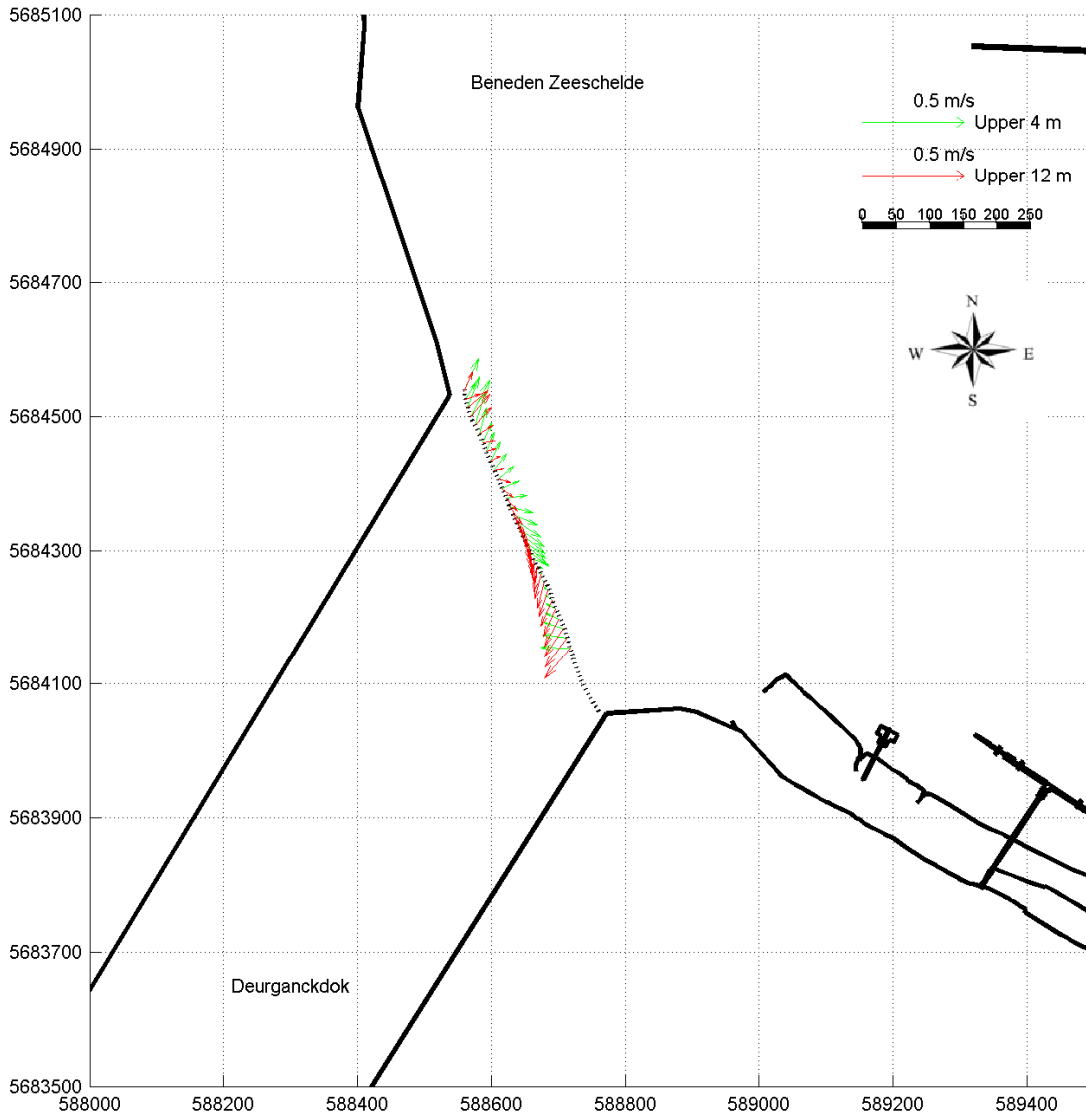 5685100
Beneden Zeeschelde
0.5 m/s
Upper 4 m
5684900
0.5 m/s
Upper 12 m
0 50 100 150 200 250
5684700
N
W E
S
5684500
5684300
5684100
5683900
5683700
Deurganckdok
5683500
588000 588200 588400 588600 588800 589000 589200 589400